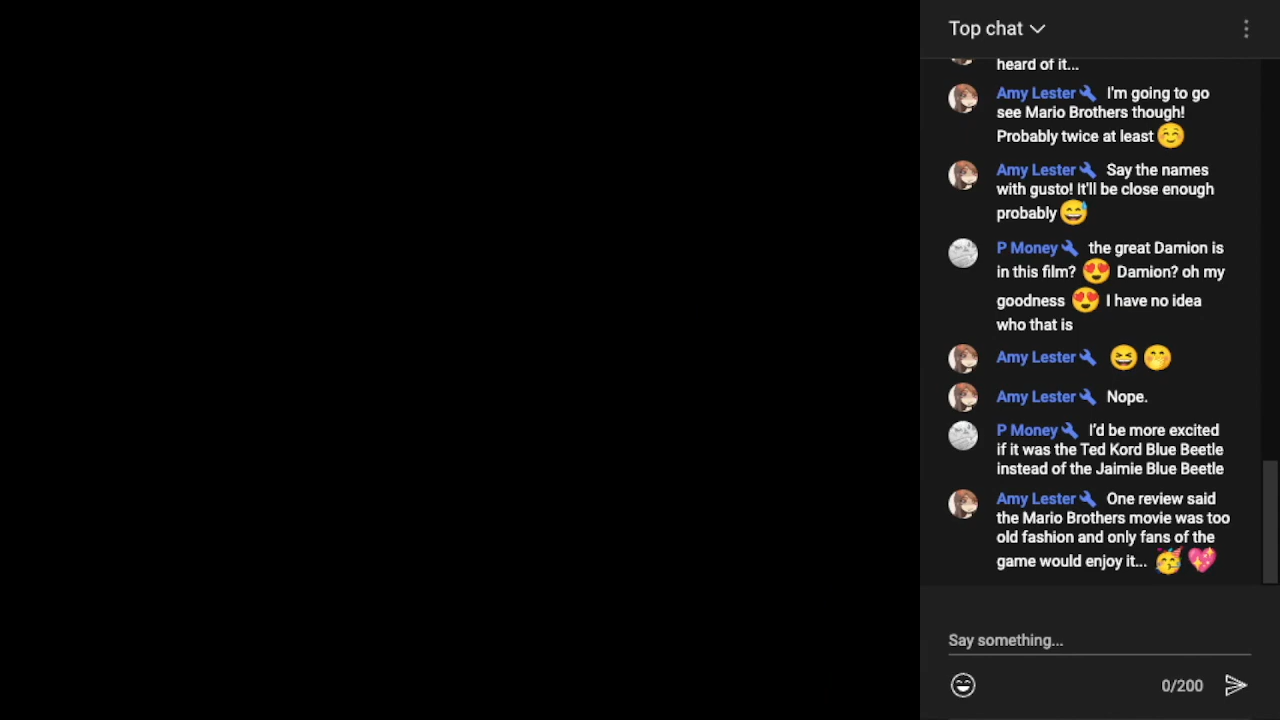 Top chat
heard of it...
Amy Lester I'm going to go
see Mario Brothers though!
Probably twice at least ☺️
Amy Lester Say the names
with gusto! It'll be close enough
probably 😅
P Money the great Damion is
in this film? 😍 Damion? oh my
goodness 😍 I have no idea
who that is
Amy Lester 😆 🤭
Amy Lester Nope.
P Money I'd be more excited
if it was the Ted Kord Blue Beetle
instead of the Jaimie Blue Beetle
Amy Lester One review said
the Mario Brothers movie was too
old fashion and only fans of the
game would enjoy it... 🥳 💖
Say something...
0/200